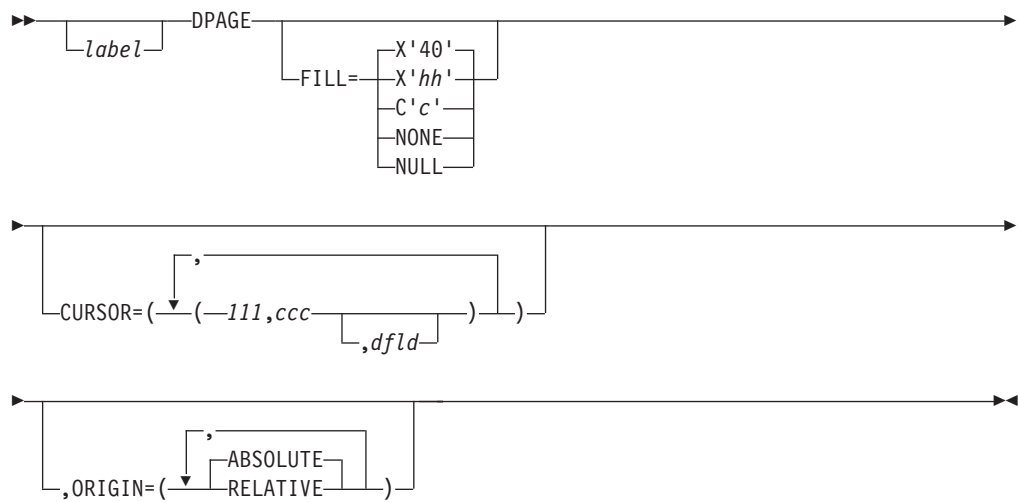 label DPAGE
FILL= X'40'
X'hh'
C'c'
NONE
NULL
,
CURSOR=( (111,ccc ) )
,dfld
,
,ORIGIN=( ABSOLUTE )
RELATIVE